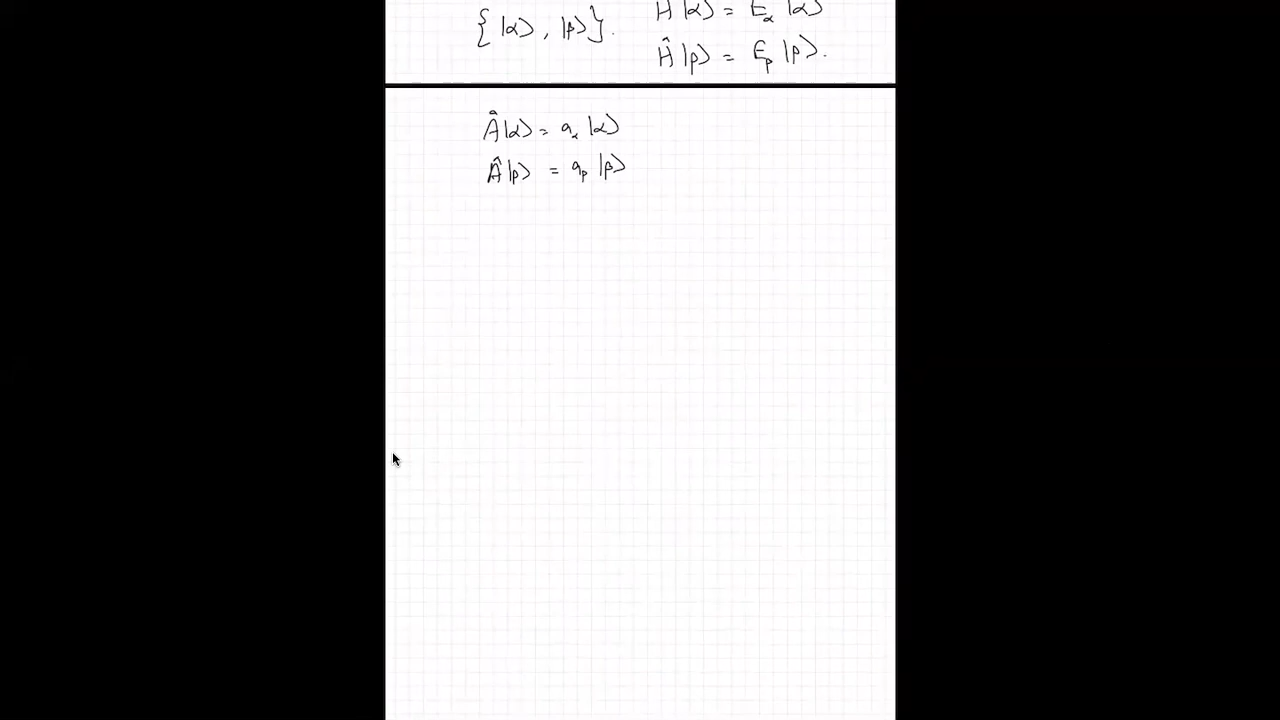 { |α⟩ , |β⟩ }. Ĥ |α⟩ = E_α |α⟩
Ĥ |β⟩ = E_β |β⟩.
Â |α⟩ = a_α |α⟩
Â |β⟩ = a_β |β⟩